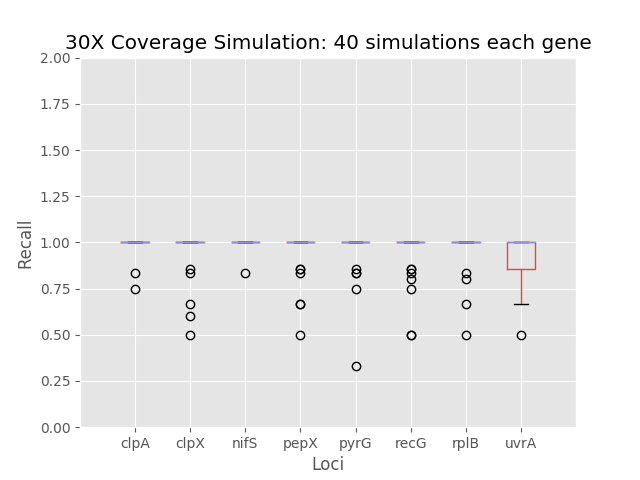 30X Coverage Simulation: 40 simulations each gene
2.00
1.75
1.50
1.25
1.00
0.75
0.50
0.25
0.00
Recall
clpA clpX nifS pepX pyrG recG rplB uvrA
Loci